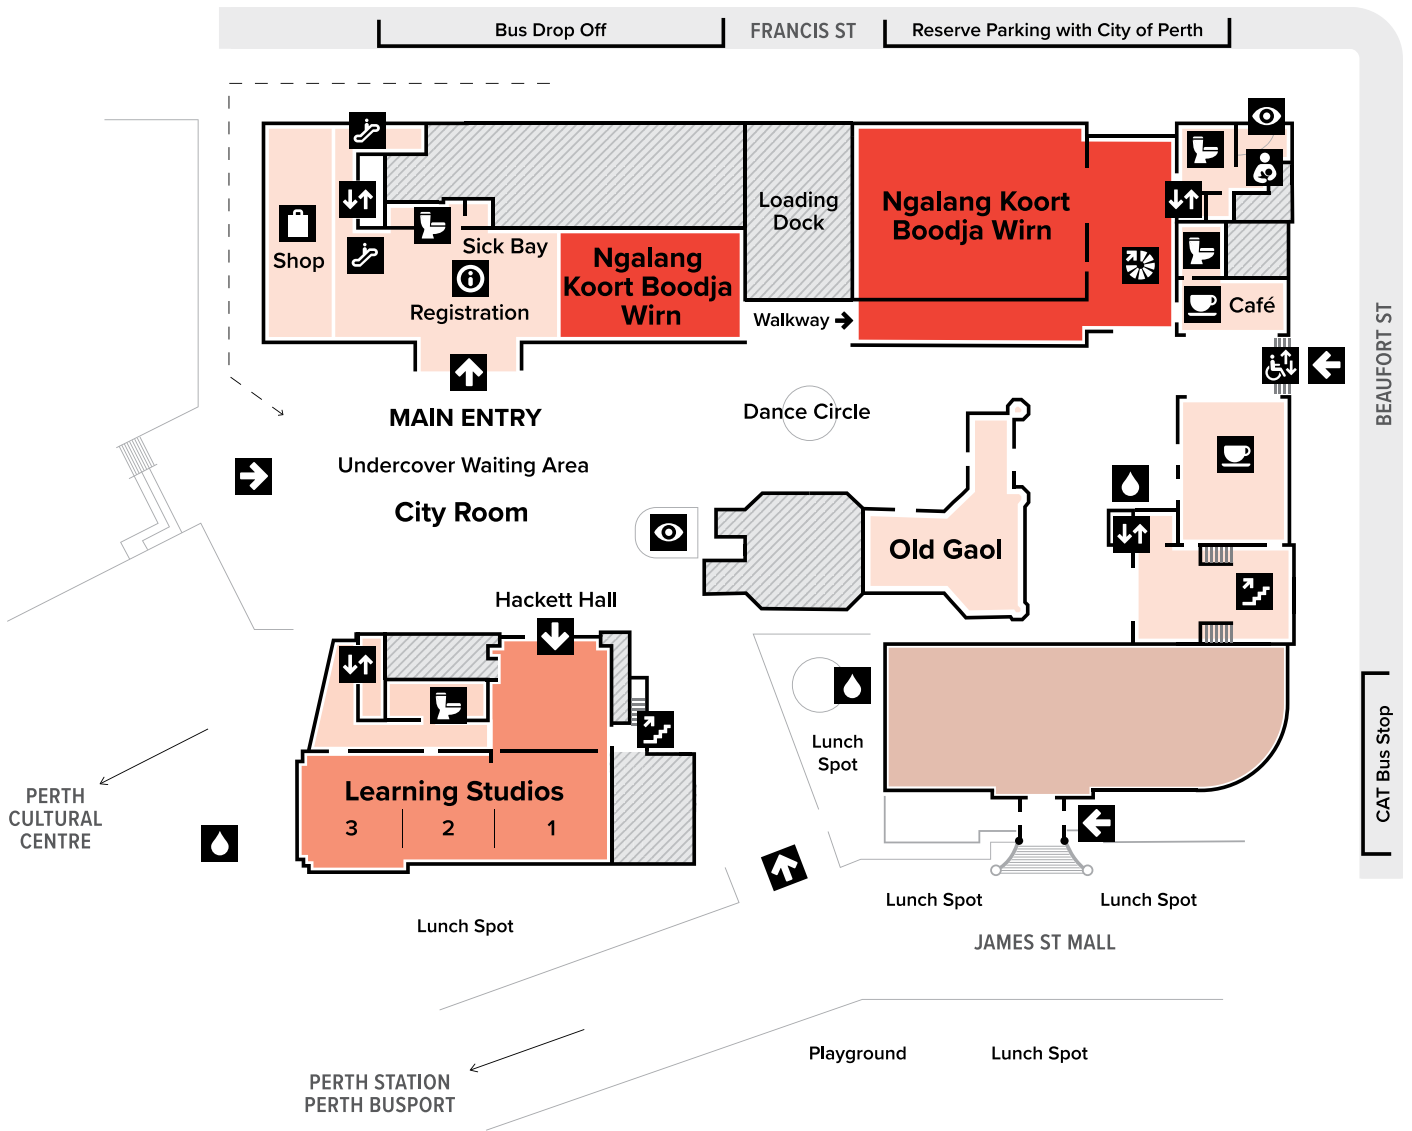 Bus Drop Off
FRANCIS ST
Reserve Parking with City of Perth
Ngalang Koort
Boodja Wirn
Loading
Dock
Shop
Sick Bay
Registration
Ngalang
Koort Boodja
Wirn
Walkway
Café
BEAUFORT ST
MAIN ENTRY
Dance Circle
Undercover Waiting Area
City Room
Old Gaol
Hackett Hall
Lunch
Spot
CAT Bus Stop
Learning Studios
3
2
1
PERTH
CULTURAL
CENTRE
Lunch Spot
Lunch Spot
Lunch Spot
JAMES ST MALL
Playground
Lunch Spot
PERTH STATION
PERTH BUSPORT